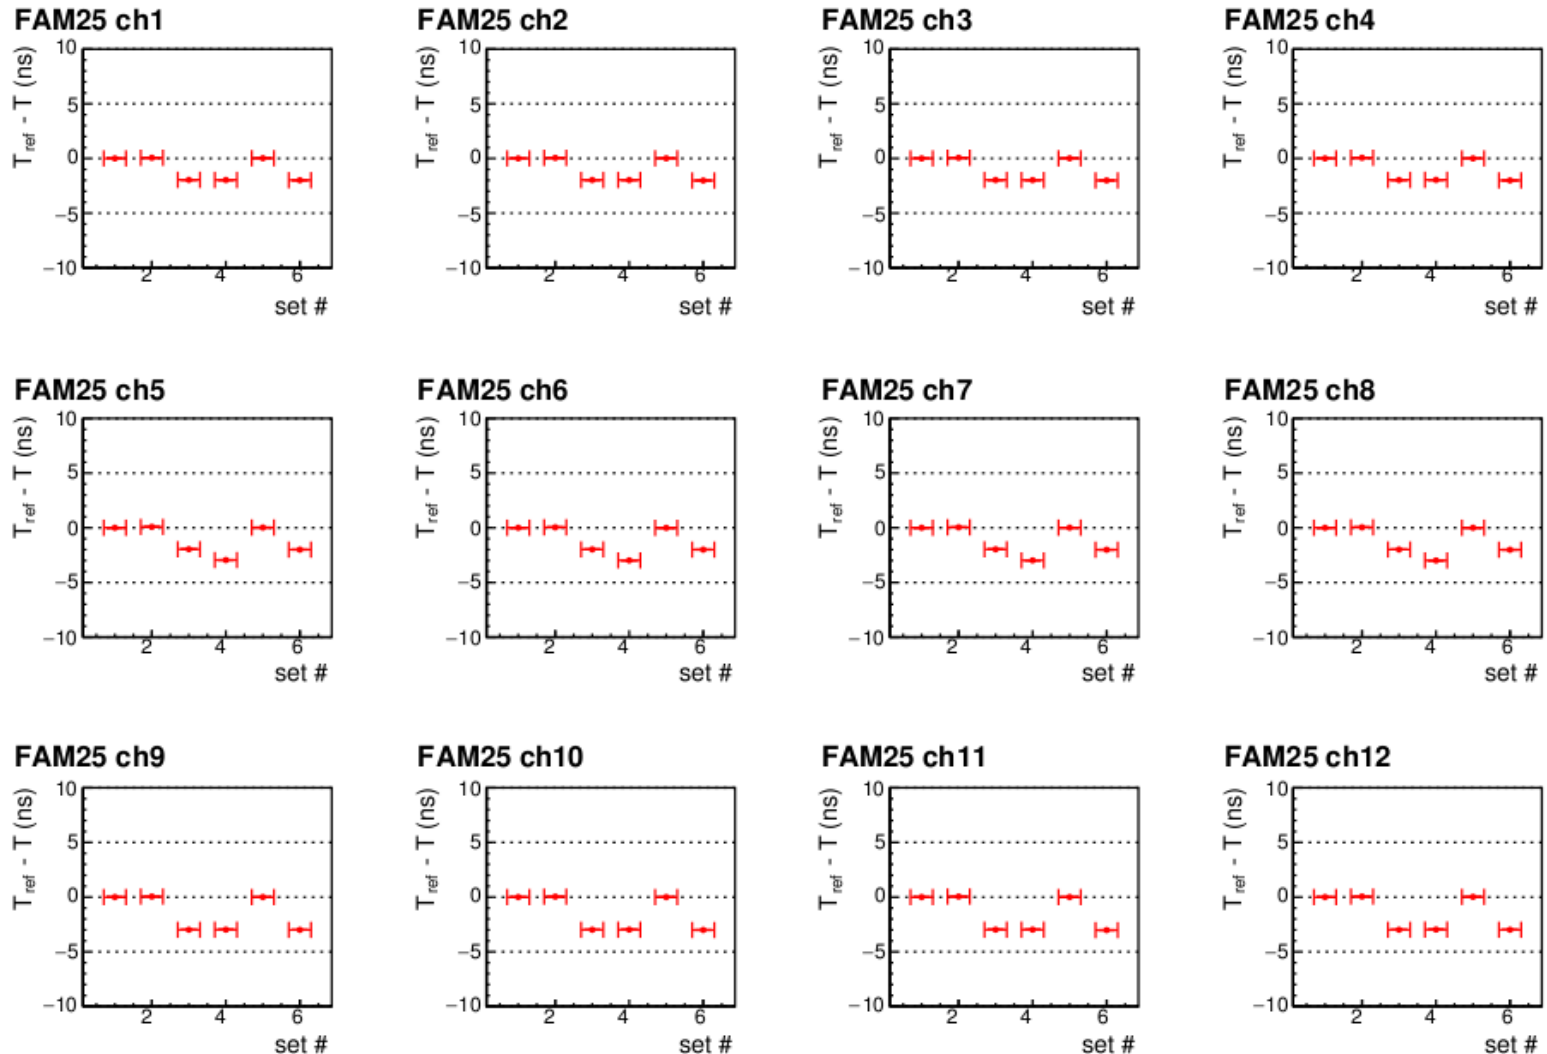 FAM25 ch1
10
5
0
−5
−10
T_ref - T (ns)
2 4 6
set #
FAM25 ch2
10
5
0
−5
−10
T_ref - T (ns)
2 4 6
set #
FAM25 ch3
10
5
0
−5
−10
T_ref - T (ns)
2 4 6
set #
FAM25 ch4
10
5
0
−5
−10
T_ref - T (ns)
2 4 6
set #
FAM25 ch5
10
5
0
−5
−10
T_ref - T (ns)
2 4 6
set #
FAM25 ch6
10
5
0
−5
−10
T_ref - T (ns)
2 4 6
set #
FAM25 ch7
10
5
0
−5
−10
T_ref - T (ns)
2 4 6
set #
FAM25 ch8
10
5
0
−5
−10
T_ref - T (ns)
2 4 6
set #
FAM25 ch9
10
5
0
−5
−10
T_ref - T (ns)
2 4 6
set #
FAM25 ch10
10
5
0
−5
−10
T_ref - T (ns)
2 4 6
set #
FAM25 ch11
10
5
0
−5
−10
T_ref - T (ns)
2 4 6
set #
FAM25 ch12
10
5
0
−5
−10
T_ref - T (ns)
2 4 6
set #